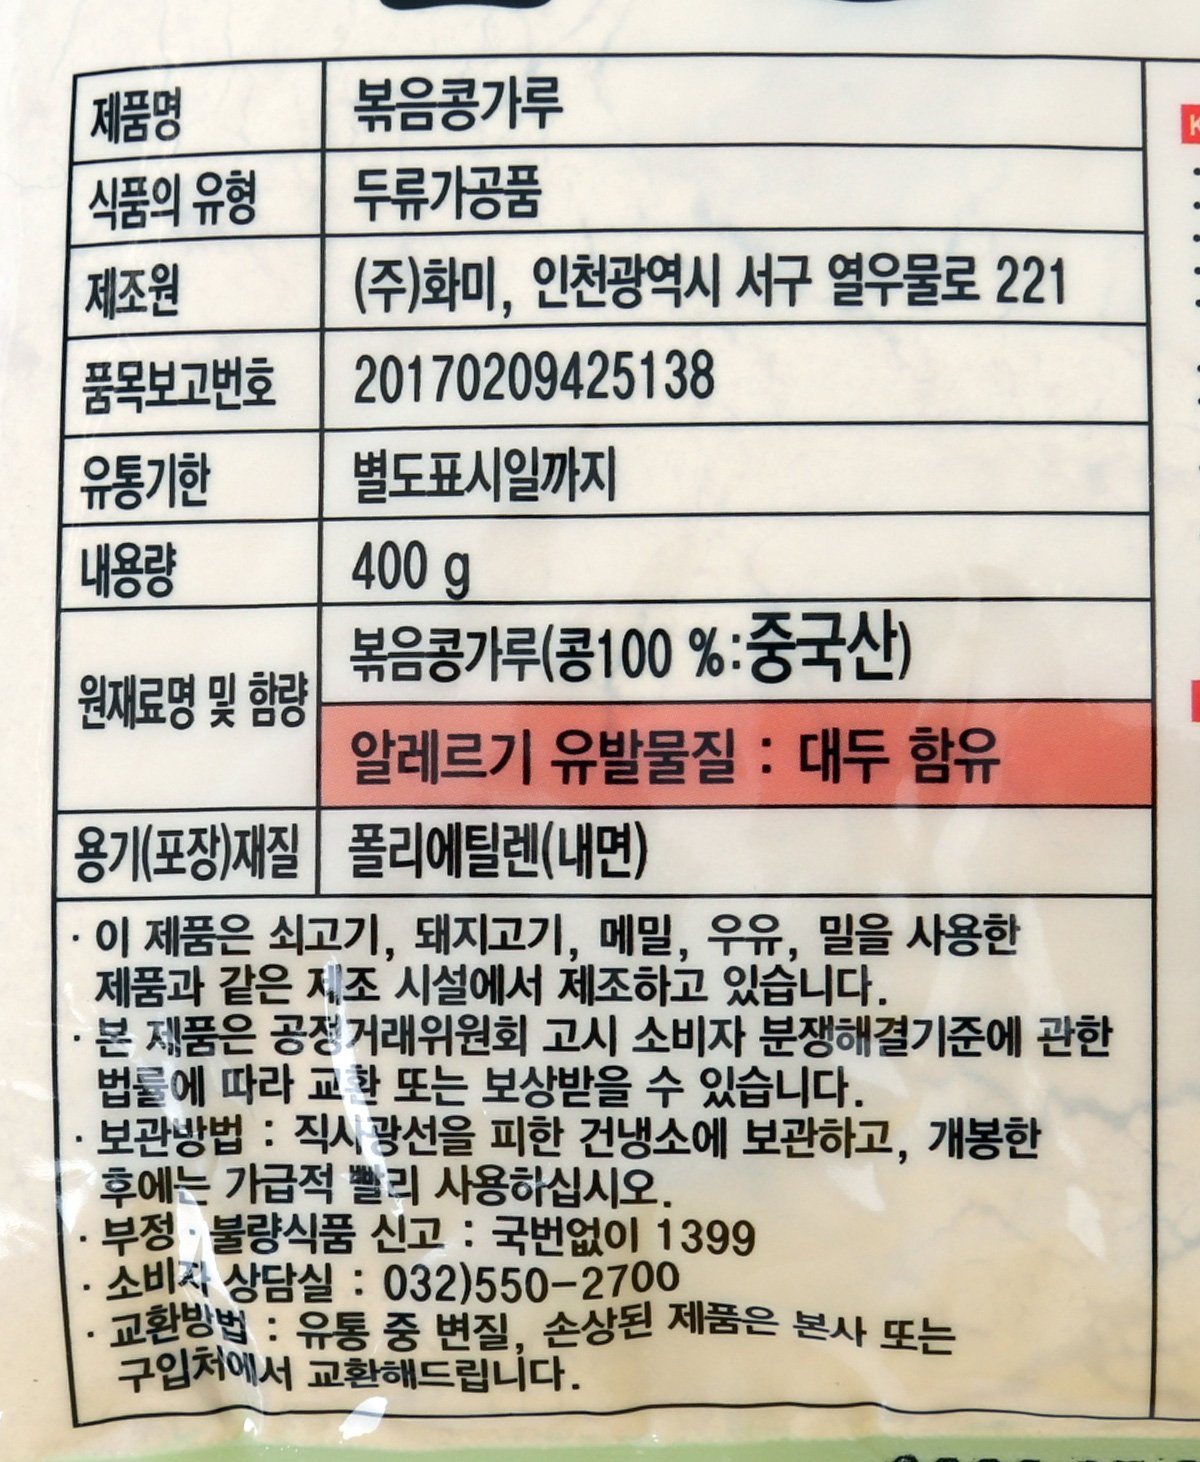 제품명 볶음콩가루
식품의 유형 두류가공품
제조원 (주)화미, 인천광역시 서구 열우물로 221
품목보고번호 20170209425138
유통기한 별도표시일까지
내용량 400 g
원재료명 및 함량 볶음콩가루(콩100 %:중국산)
알레르기 유발물질 : 대두 함유
용기(포장)재질 폴리에틸렌(내면)
· 이 제품은 쇠고기, 돼지고기, 메밀, 우유, 밀을 사용한
제품과 같은 제조 시설에서 제조하고 있습니다.
· 본 제품은 공정거래위원회 고시 소비자 분쟁해결기준에 관한
법률에 따라 교환 또는 보상받을 수 있습니다.
· 보관방법 : 직사광선을 피한 건냉소에 보관하고, 개봉한
후에는 가급적 빨리 사용하십시오.
· 부정·불량식품 신고 : 국번없이 1399
· 소비자 상담실 : 032)550-2700
· 교환방법 : 유통 중 변질, 손상된 제품은 본사 또는
구입처에서 교환해드립니다.